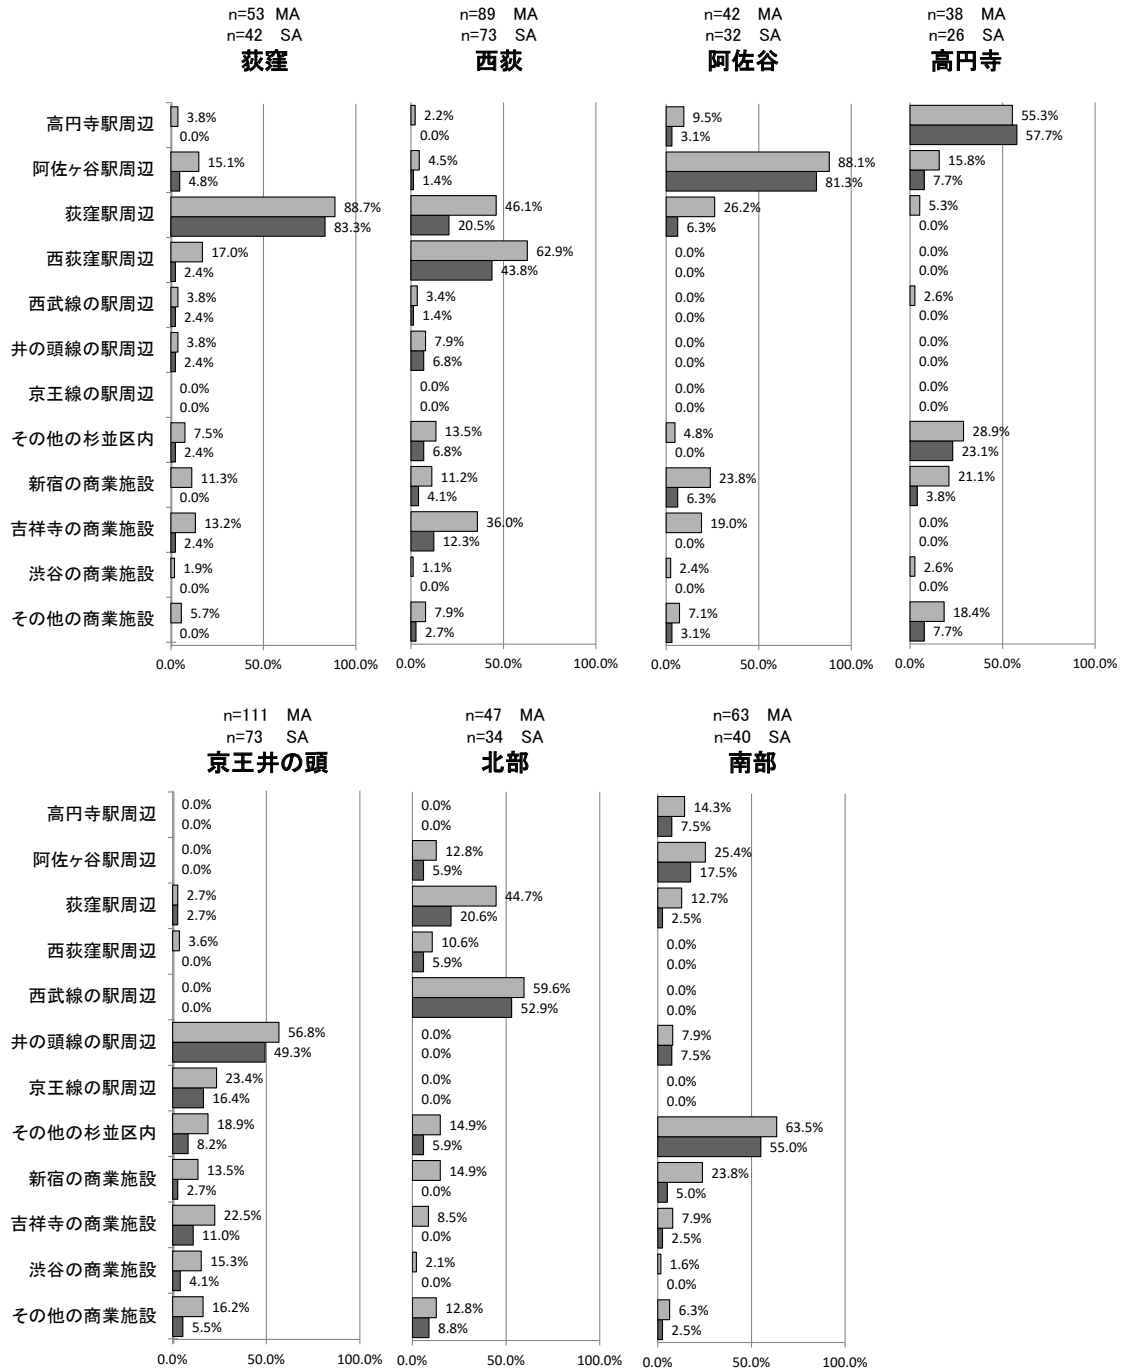 n=53 MA
n=42 SA
荻窪
n=89 MA
n=73 SA
西荻
n=42 MA
n=32 SA
阿佐谷
n=38 MA
n=26 SA
高円寺
高円寺駅周辺 3.8% 0.0% 2.2% 0.0% 9.5% 3.1% 55.3% 57.7%
阿佐ヶ谷駅周辺 15.1% 4.8% 4.5% 1.4% 88.1% 81.3% 15.8% 7.7%
荻窪駅周辺 88.7% 83.3% 46.1% 20.5% 26.2% 6.3% 5.3% 0.0%
西荻窪駅周辺 17.0% 2.4% 62.9% 43.8% 0.0% 0.0% 0.0% 0.0%
西武線の駅周辺 3.8% 2.4% 3.4% 1.4% 0.0% 0.0% 2.6% 0.0%
井の頭線の駅周辺 3.8% 2.4% 7.9% 6.8% 0.0% 0.0% 0.0% 0.0%
京王線の駅周辺 0.0% 0.0% 0.0% 0.0% 0.0% 0.0% 0.0% 0.0%
その他の杉並区内 7.5% 2.4% 13.5% 6.8% 4.8% 0.0% 28.9% 23.1%
新宿の商業施設 11.3% 0.0% 11.2% 4.1% 23.8% 6.3% 21.1% 3.8%
吉祥寺の商業施設 13.2% 2.4% 36.0% 12.3% 19.0% 0.0% 0.0% 0.0%
渋谷の商業施設 1.9% 0.0% 1.1% 0.0% 2.4% 0.0% 2.6% 0.0%
その他の商業施設 5.7% 0.0% 7.9% 2.7% 7.1% 3.1% 18.4% 7.7%
0.0% 50.0% 100.0% 0.0% 50.0% 100.0% 0.0% 50.0% 100.0% 0.0% 50.0% 100.0%
n=111 MA
n=73 SA
京王井の頭
n=47 MA
n=34 SA
北部
n=63 MA
n=40 SA
南部
高円寺駅周辺 0.0% 0.0% 0.0% 0.0% 14.3% 7.5%
阿佐ヶ谷駅周辺 0.0% 0.0% 12.8% 5.9% 25.4% 17.5%
荻窪駅周辺 2.7% 2.7% 44.7% 20.6% 12.7% 2.5%
西荻窪駅周辺 3.6% 0.0% 10.6% 5.9% 0.0% 0.0%
西武線の駅周辺 0.0% 0.0% 59.6% 52.9% 0.0% 0.0%
井の頭線の駅周辺 56.8% 49.3% 0.0% 0.0% 7.9% 7.5%
京王線の駅周辺 23.4% 16.4% 0.0% 0.0% 0.0% 0.0%
その他の杉並区内 18.9% 8.2% 14.9% 5.9% 63.5% 55.0%
新宿の商業施設 13.5% 2.7% 14.9% 0.0% 23.8% 5.0%
吉祥寺の商業施設 22.5% 11.0% 8.5% 0.0% 7.9% 2.5%
渋谷の商業施設 15.3% 4.1% 2.1% 0.0% 1.6% 0.0%
その他の商業施設 16.2% 5.5% 12.8% 8.8% 6.3% 2.5%
0.0% 50.0% 100.0% 0.0% 50.0% 100.0% 0.0% 50.0% 100.0%